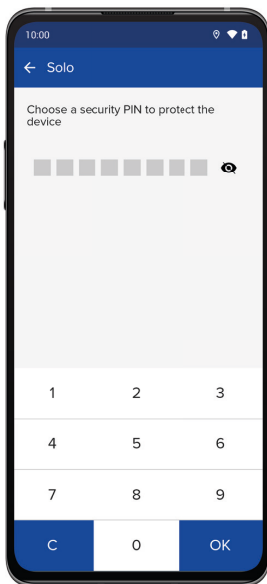 10:00
Solo
Choose a security PIN to protect the
device
1 2 3
4 5 6
7 8 9
C 0 OK